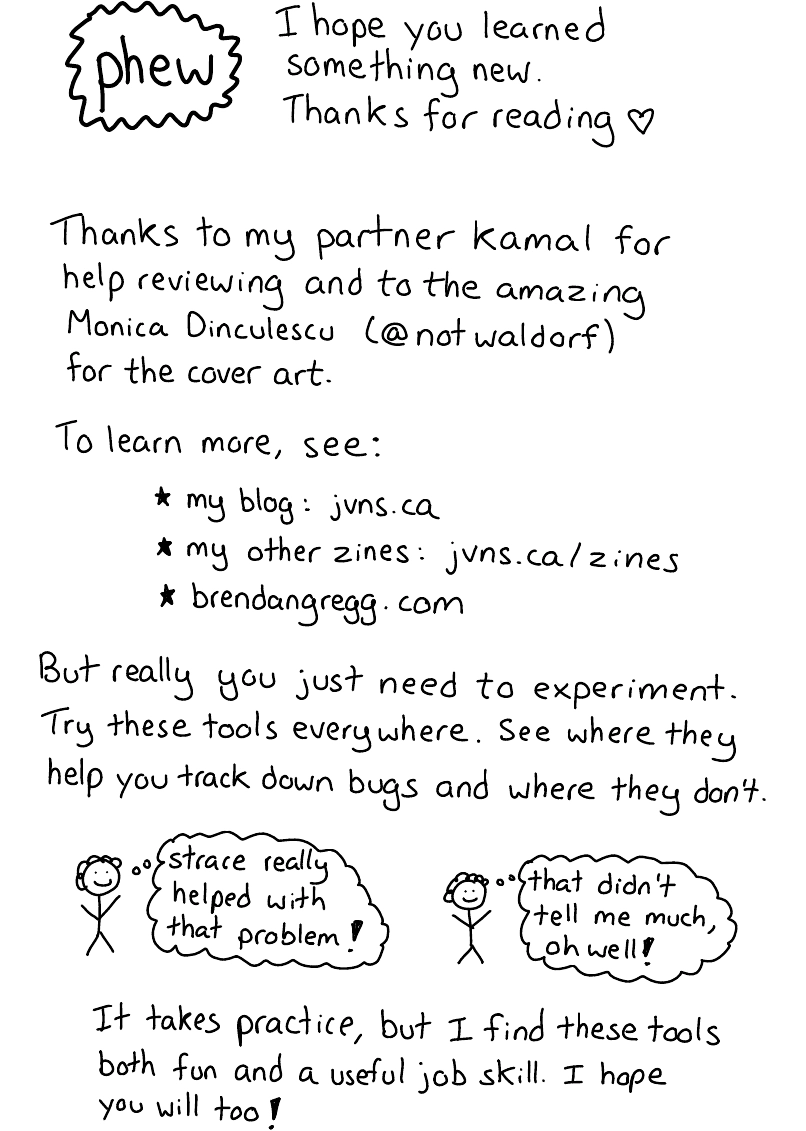 phew
I hope you learned
something new.
Thanks for reading ♡
Thanks to my partner Kamal for
help reviewing and to the amazing
Monica Dinculescu (@notwaldorf)
for the cover art.
To learn more, see:
★ my blog: jvns.ca
★ my other zines: jvns.ca/zines
★ brendangregg.com
But really you just need to experiment.
Try these tools everywhere. See where they
help you track down bugs and where they don't.
strace really
helped with
that problem!
that didn't
tell me much,
oh well!
It takes practice, but I find these tools
both fun and a useful job skill. I hope
you will too!